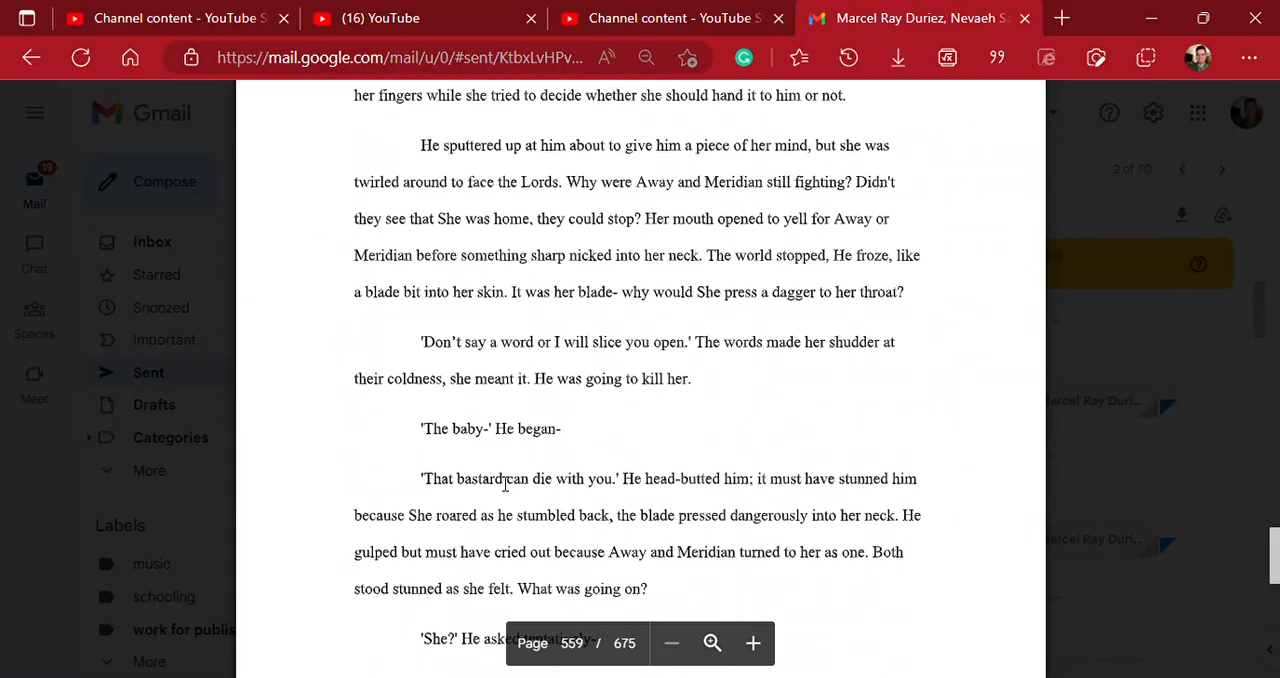 Channel content - YouTube S
(16) YouTube
Channel content - YouTube S
Marcel Ray Duriez, Nevaeh Sa
https://mail.google.com/mail/u/0/#sent/KtbxLvHPv...
Gmail
2 of 70
19
Mail
Compose
Chat
Inbox
Starred
Spaces
Snoozed
Important
Meet
Sent
Drafts
Categories
More
Labels
music
schooling
work for publis
More
arcel Ray Duri...
arcel Ray Duri...
her fingers while she tried to decide whether she should hand it to him or not.
He sputtered up at him about to give him a piece of her mind, but she was
twirled around to face the Lords. Why were Away and Meridian still fighting? Didn't
they see that She was home, they could stop? Her mouth opened to yell for Away or
Meridian before something sharp nicked into her neck. The world stopped, He froze, like
a blade bit into her skin. It was her blade- why would She press a dagger to her throat?
'Don’t say a word or I will slice you open.' The words made her shudder at
their coldness, she meant it. He was going to kill her.
'The baby-' He began-
'That bastard can die with you.' He head-butted him; it must have stunned him
because She roared as he stumbled back, the blade pressed dangerously into her neck. He
gulped but must have cried out because Away and Meridian turned to her as one. Both
stood stunned as she felt. What was going on?
'She?' He asked tentatively-
Page 559 / 675